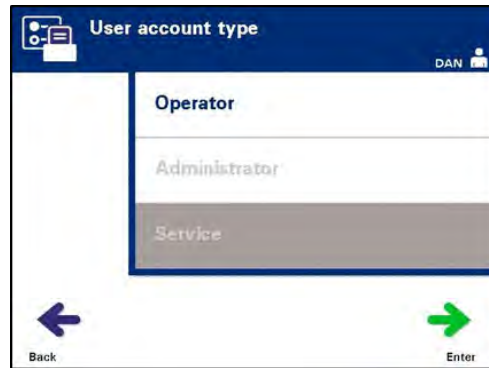 User account type
DAN
Operator
Administrator
Service
Back
Enter